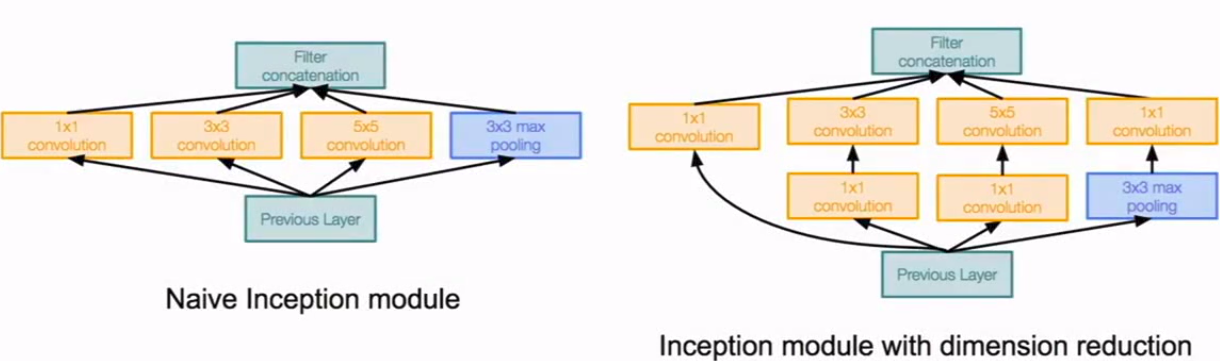 Filter
concatenation
1x1
convolution
3x3
convolution
5x5
convolution
3x3 max
pooling
Previous Layer
Naive Inception module
Filter
concatenation
1x1
convolution
3x3
convolution
5x5
convolution
1x1
convolution
1x1
convolution
1x1
convolution
3x3 max
pooling
Previous Layer
Inception module with dimension reduction